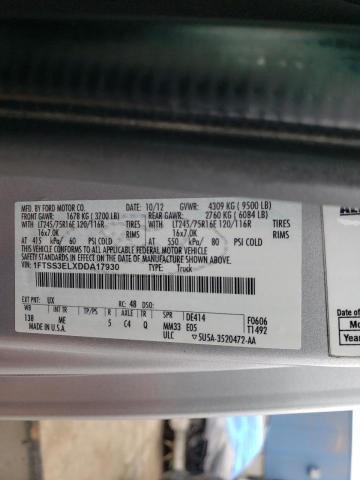 MFD. BY FORD MOTOR CO. 10/12 GVWR: 4309 KG ( 9500 LB)
FRONT GAWR: 1678 KG ( 3700 LB) REAR GAWR: 2760 KG ( 6084 LB)
WITH LT245/75R16E 120/116R TIRES WITH LT245/75R16E 120/116R TIRES
16x7.0K RIMS 16x7.0K RIMS
AT 415 kPa/ 60 PSI COLD AT 550 kPa/ 80 PSI COLD
THIS VEHICLE CONFORMS TO ALL APPLICABLE FEDERAL MOTOR VEHICLE
SAFETY STANDARDS IN EFFECT ON THE DATE OF MANUFACTURE SHOWN ABOVE.
VIN: 1FTSS3ELXDDA17930 TYPE: Truck
EXT PNT: UX RC: 48 DSO:
WB TP/PS R AXLE TR SPR F0606
138 ME 5 C4 Q DE414 T1492
MM33 E05
MADE IN U.S.A. ULC 5U5A-3520472-AA
DA
Mo
Year